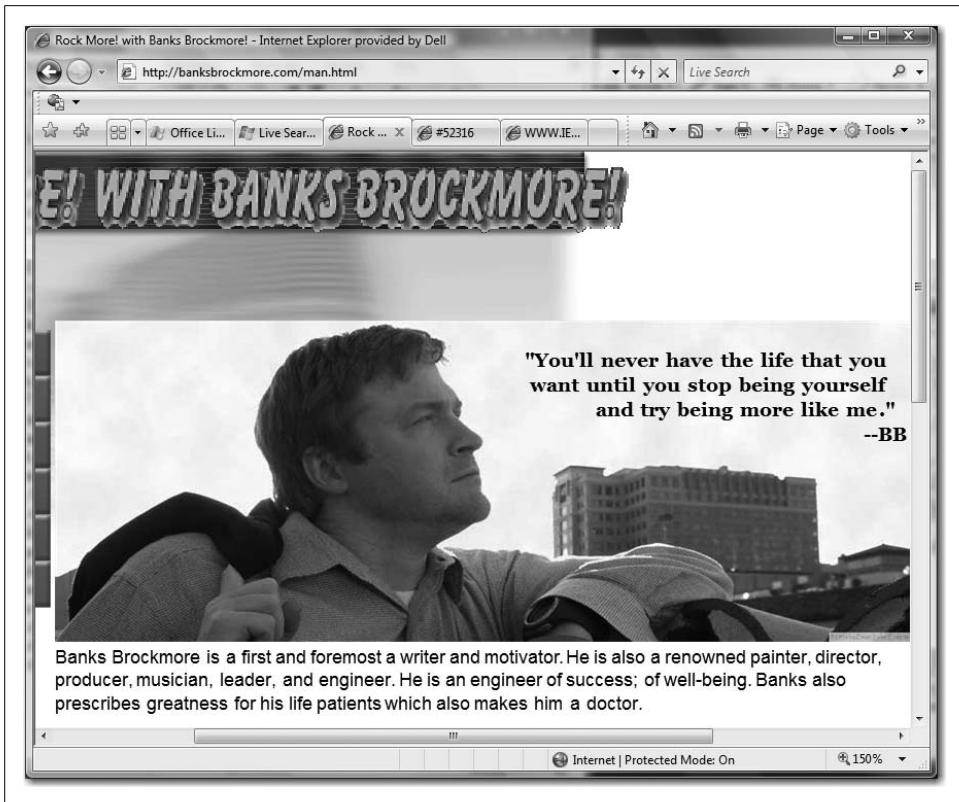 Rock More! with Banks Brockmore! - Internet Explorer provided by Dell
http://banksbrockmore.com/man.html
Live Search
Office Li...
Live Sear...
Rock ...
#52316
WWW.IE...
Page
Tools
E! WITH BANKS BROCKMORE!
"You'll never have the life that you
want until you stop being yourself
and try being more like me."
--BB
Banks Brockmore is a first and foremost a writer and motivator. He is also a renowned painter, director,
producer, musician, leader, and engineer. He is an engineer of success; of well-being. Banks also
prescribes greatness for his life patients which also makes him a doctor.
Internet | Protected Mode: On
150%